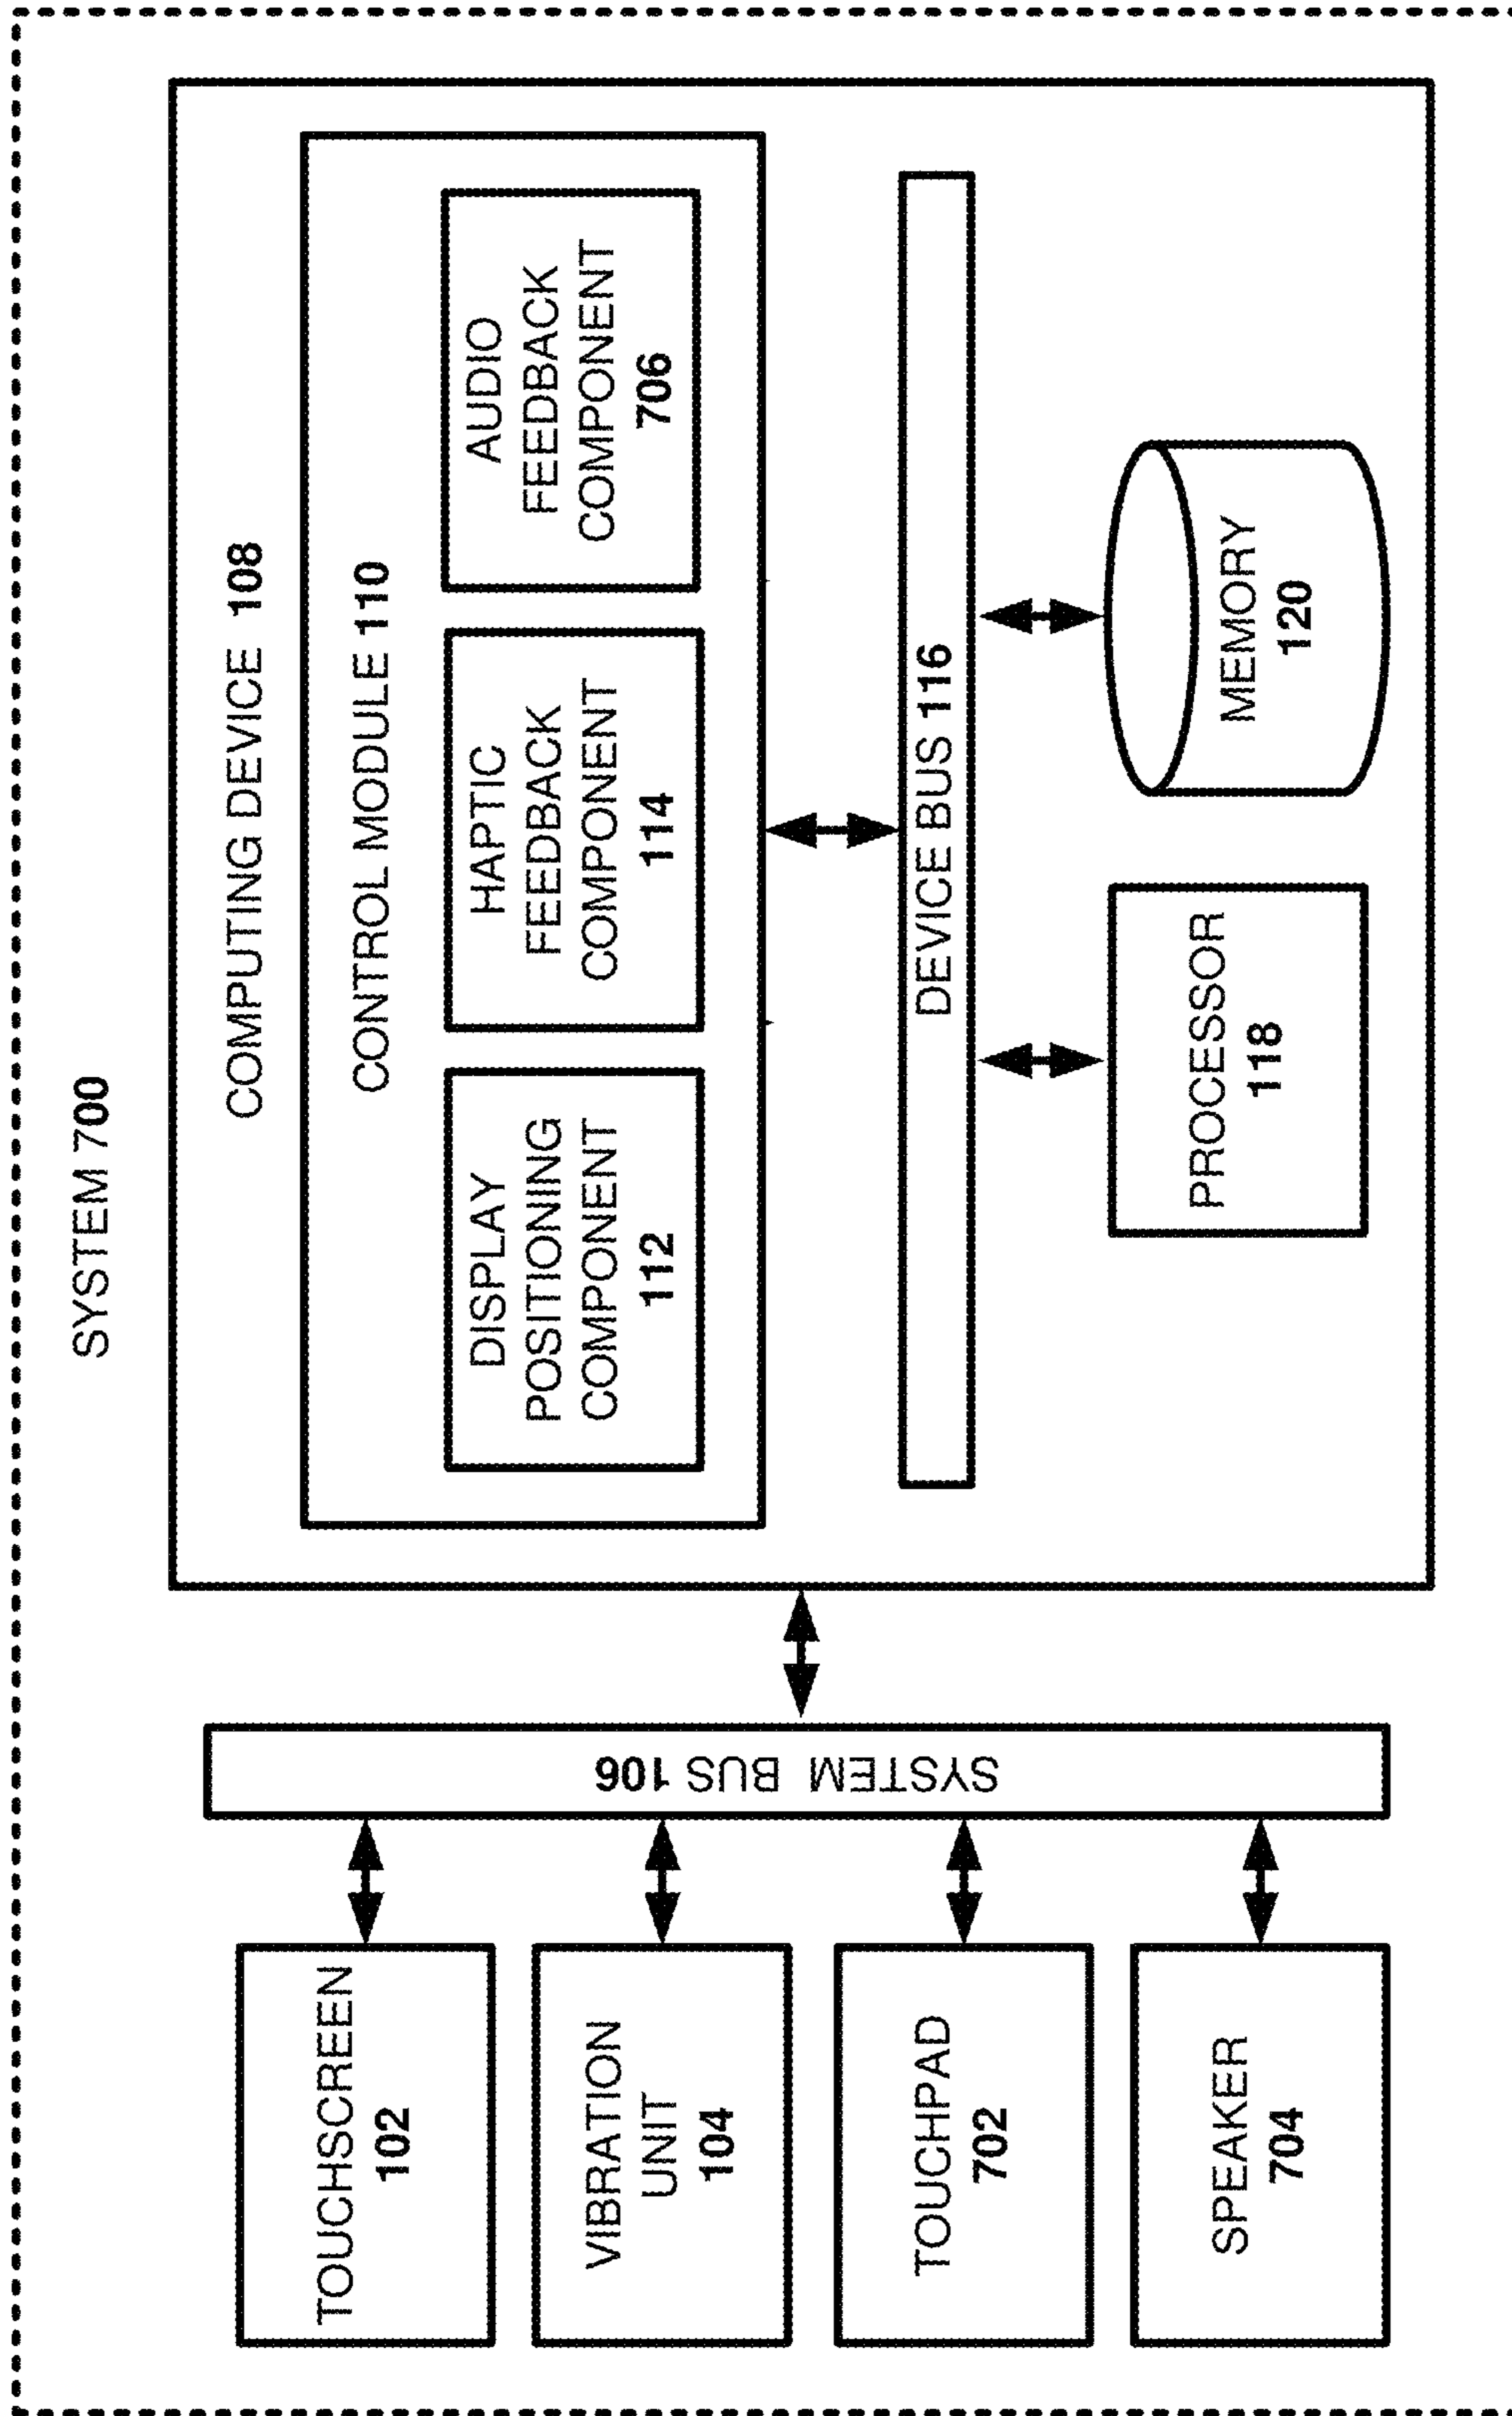 SYSTEM 700
TOUCHSCREEN
102
VIBRATION
UNIT
104
TOUCHPAD
702
SPEAKER
704
SYSTEM BUS 106
COMPUTING DEVICE 108
CONTROL MODULE 110
DISPLAY
POSITIONING
COMPONENT
112
HAPTIC
FEEDBACK
COMPONENT
114
AUDIO
FEEDBACK
COMPONENT
706
DEVICE BUS 116
PROCESSOR
118
MEMORY
120